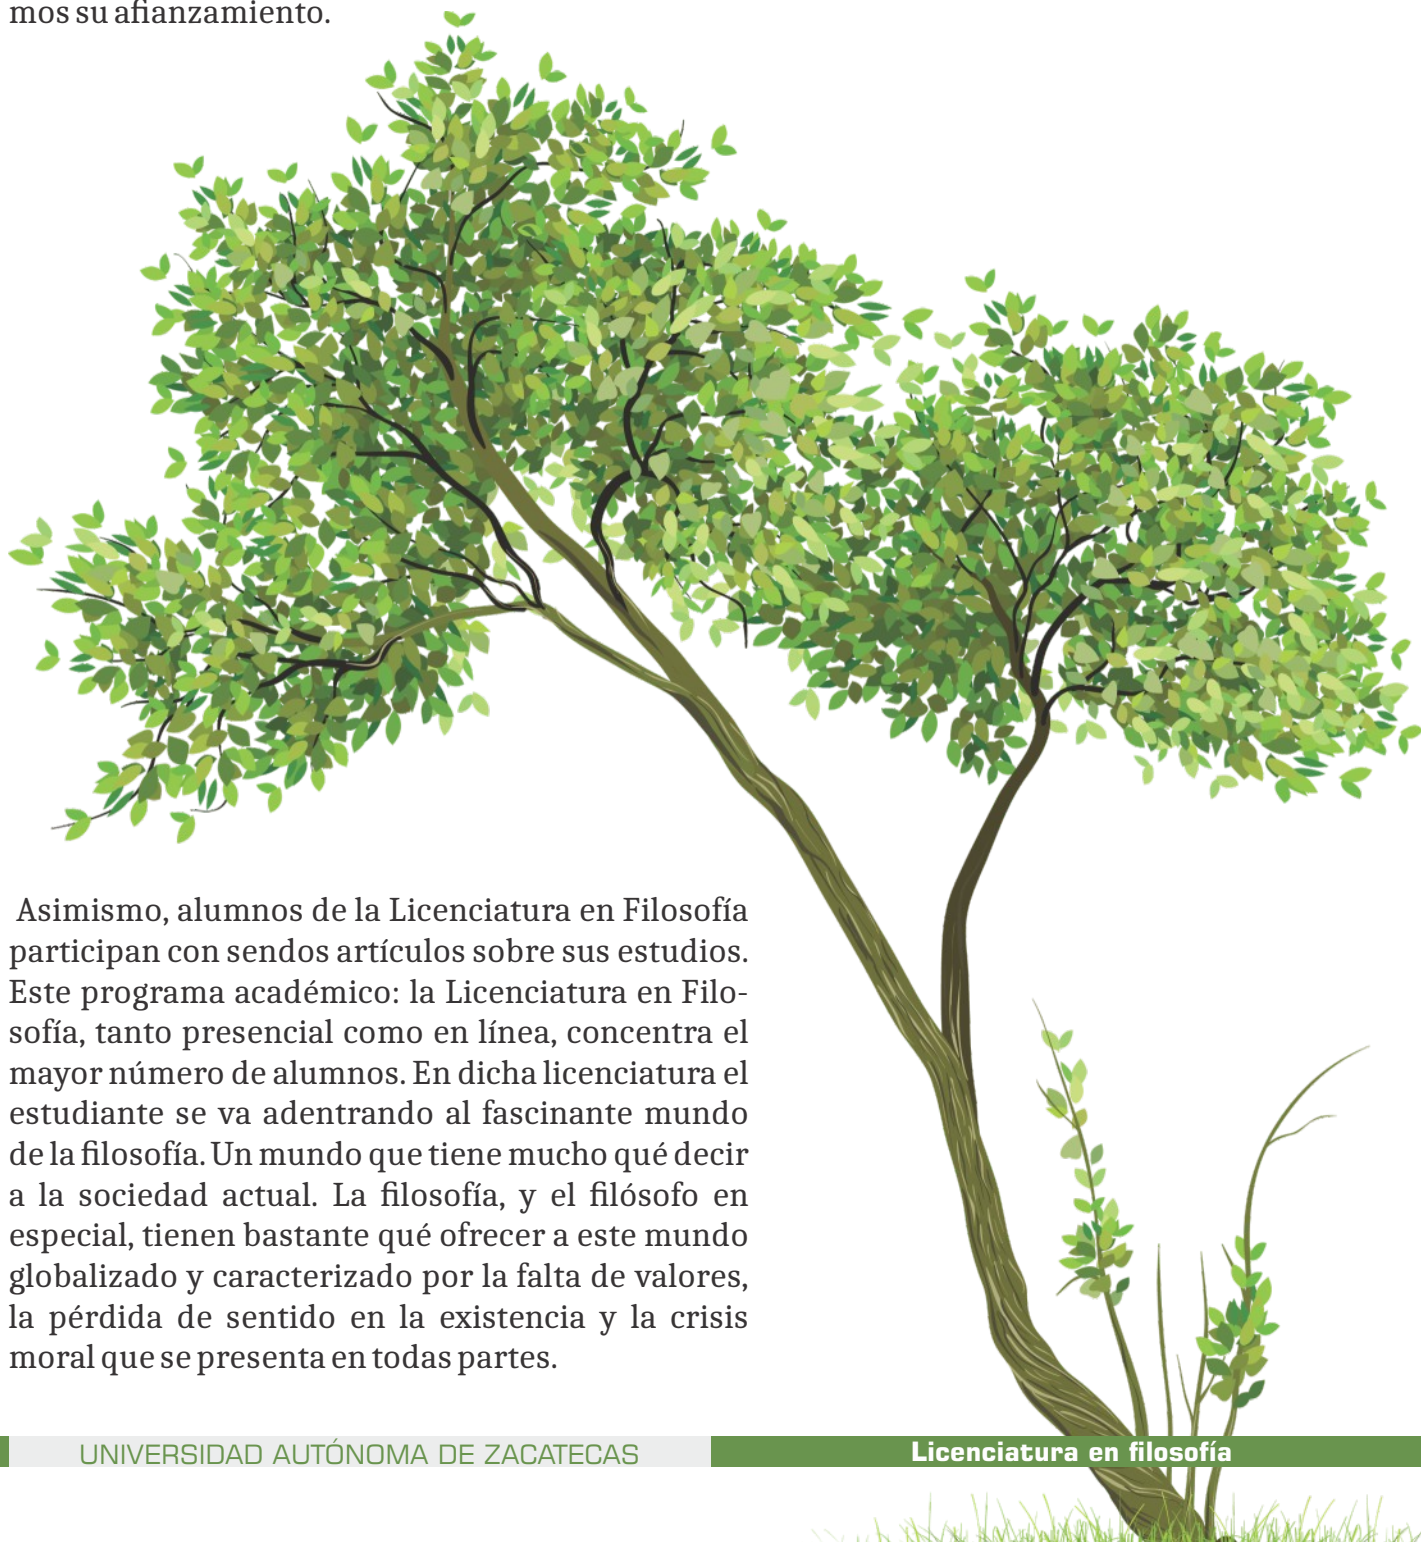 mos su afianzamiento.
Asimismo, alumnos de la Licenciatura en Filosofía
participan con sendos artículos sobre sus estudios.
Este programa académico: la Licenciatura en Filo-
sofía, tanto presencial como en línea, concentra el
mayor número de alumnos. En dicha licenciatura el
estudiante se va adentrando al fascinante mundo
de la filosofía. Un mundo que tiene mucho qué decir
a la sociedad actual. La filosofía, y el filósofo en
especial, tienen bastante qué ofrecer a este mundo
globalizado y caracterizado por la falta de valores,
la pérdida de sentido en la existencia y la crisis
moral que se presenta en todas partes.
UNIVERSIDAD AUTÓNOMA DE ZACATECAS
Licenciatura en filosofía